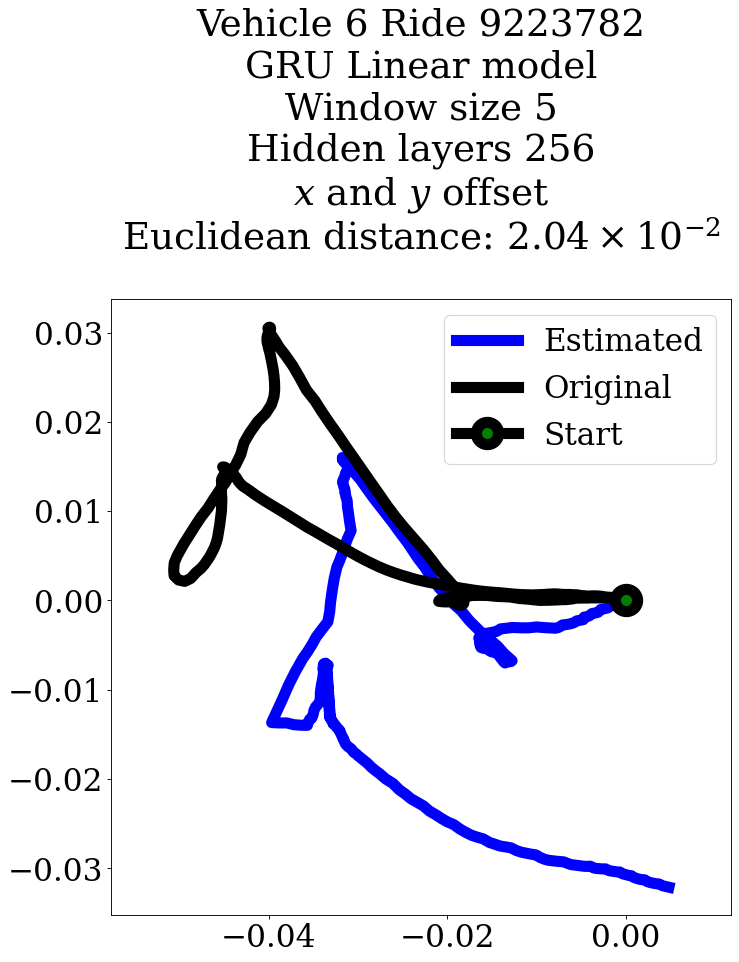 Vehicle 6 Ride 9223782
GRU Linear model
Window size 5
Hidden layers 256
x and y offset
Euclidean distance: 2.04 × 10⁻²
Estimated
Original
Start
0.03
0.02
0.01
0.00
−0.01
−0.02
−0.03
−0.04
−0.02
0.00